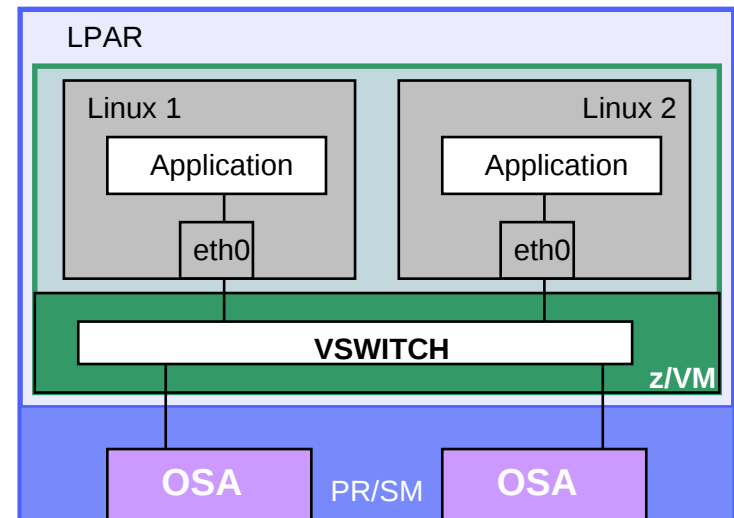 LPAR
Linux 1
Linux 2
Application
Application
eth0
eth0
VSWITCH
z/VM
OSA
PR/SM
OSA